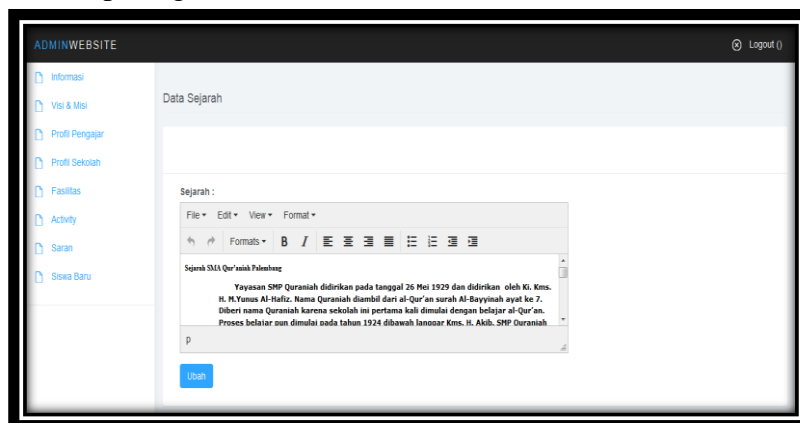 ADMINWEBSITE
Logout ()
Informasi
Visi & Misi
Profil Pengajar
Profil Sekolah
Fasilitas
Activity
Saran
Siswa Baru
Data Sejarah
Sejarah :
File Edit View Format
Formats B I
Sejarah SMA Qur'aniah Palembang
Yayasan SMP Quraniah didirikan pada tanggal 26 Mei 1929 dan didirikan oleh Ki. Kms.
H. M.Yunus Al-Hafiz. Nama Quraniah diambil dari al-Qur'an surah Al-Bayyinah ayat ke 7.
Diberi nama Quraniah karena sekolah ini pertama kali dimulai dengan belajar al-Qur'an.
Proses belajar pun dimulai pada tahun 1924 dibawah langgar Kms. H. Akib. SMP Quraniah
p
Ubah